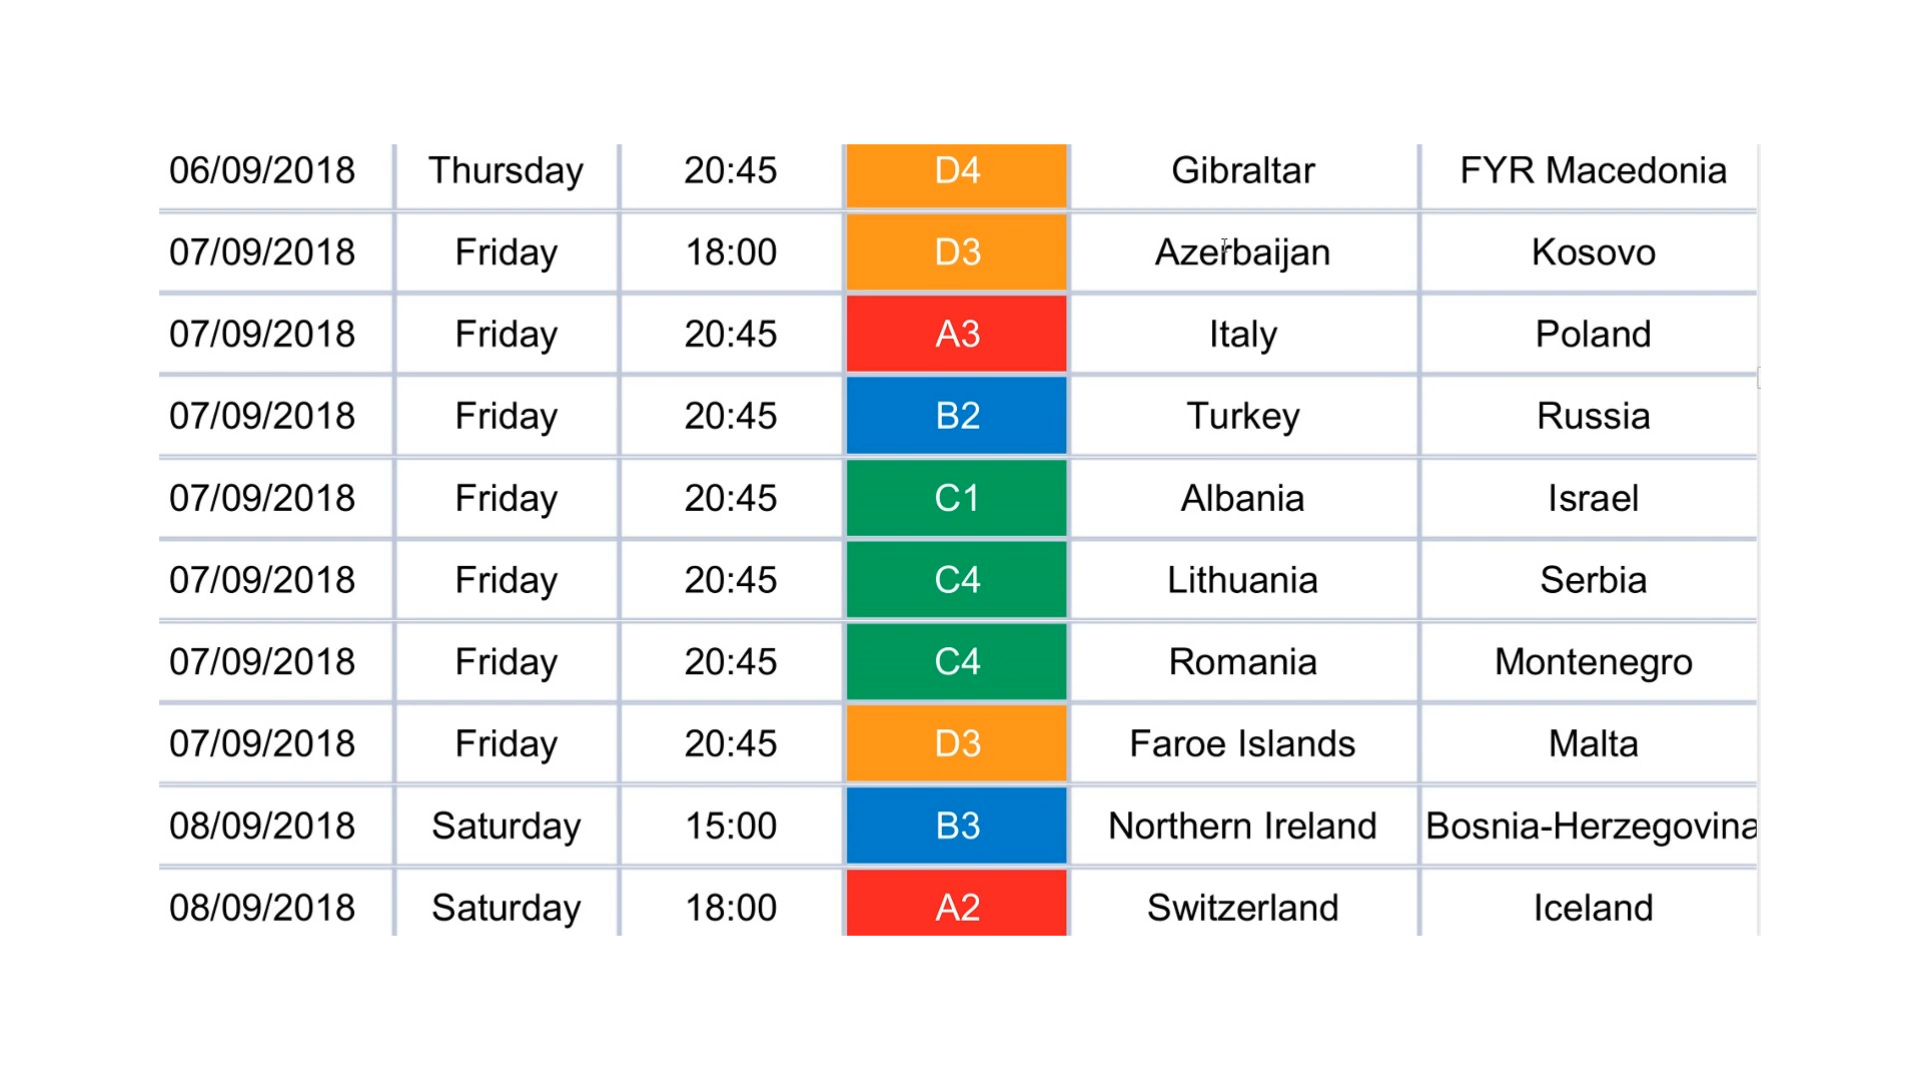 06/09/2018 Thursday 20:45 D4 Gibraltar FYR Macedonia
07/09/2018 Friday 18:00 D3 Azerbaijan Kosovo
07/09/2018 Friday 20:45 A3 Italy Poland
07/09/2018 Friday 20:45 B2 Turkey Russia
07/09/2018 Friday 20:45 C1 Albania Israel
07/09/2018 Friday 20:45 C4 Lithuania Serbia
07/09/2018 Friday 20:45 C4 Romania Montenegro
07/09/2018 Friday 20:45 D3 Faroe Islands Malta
08/09/2018 Saturday 15:00 B3 Northern Ireland Bosnia-Herzegovina
08/09/2018 Saturday 18:00 A2 Switzerland Iceland